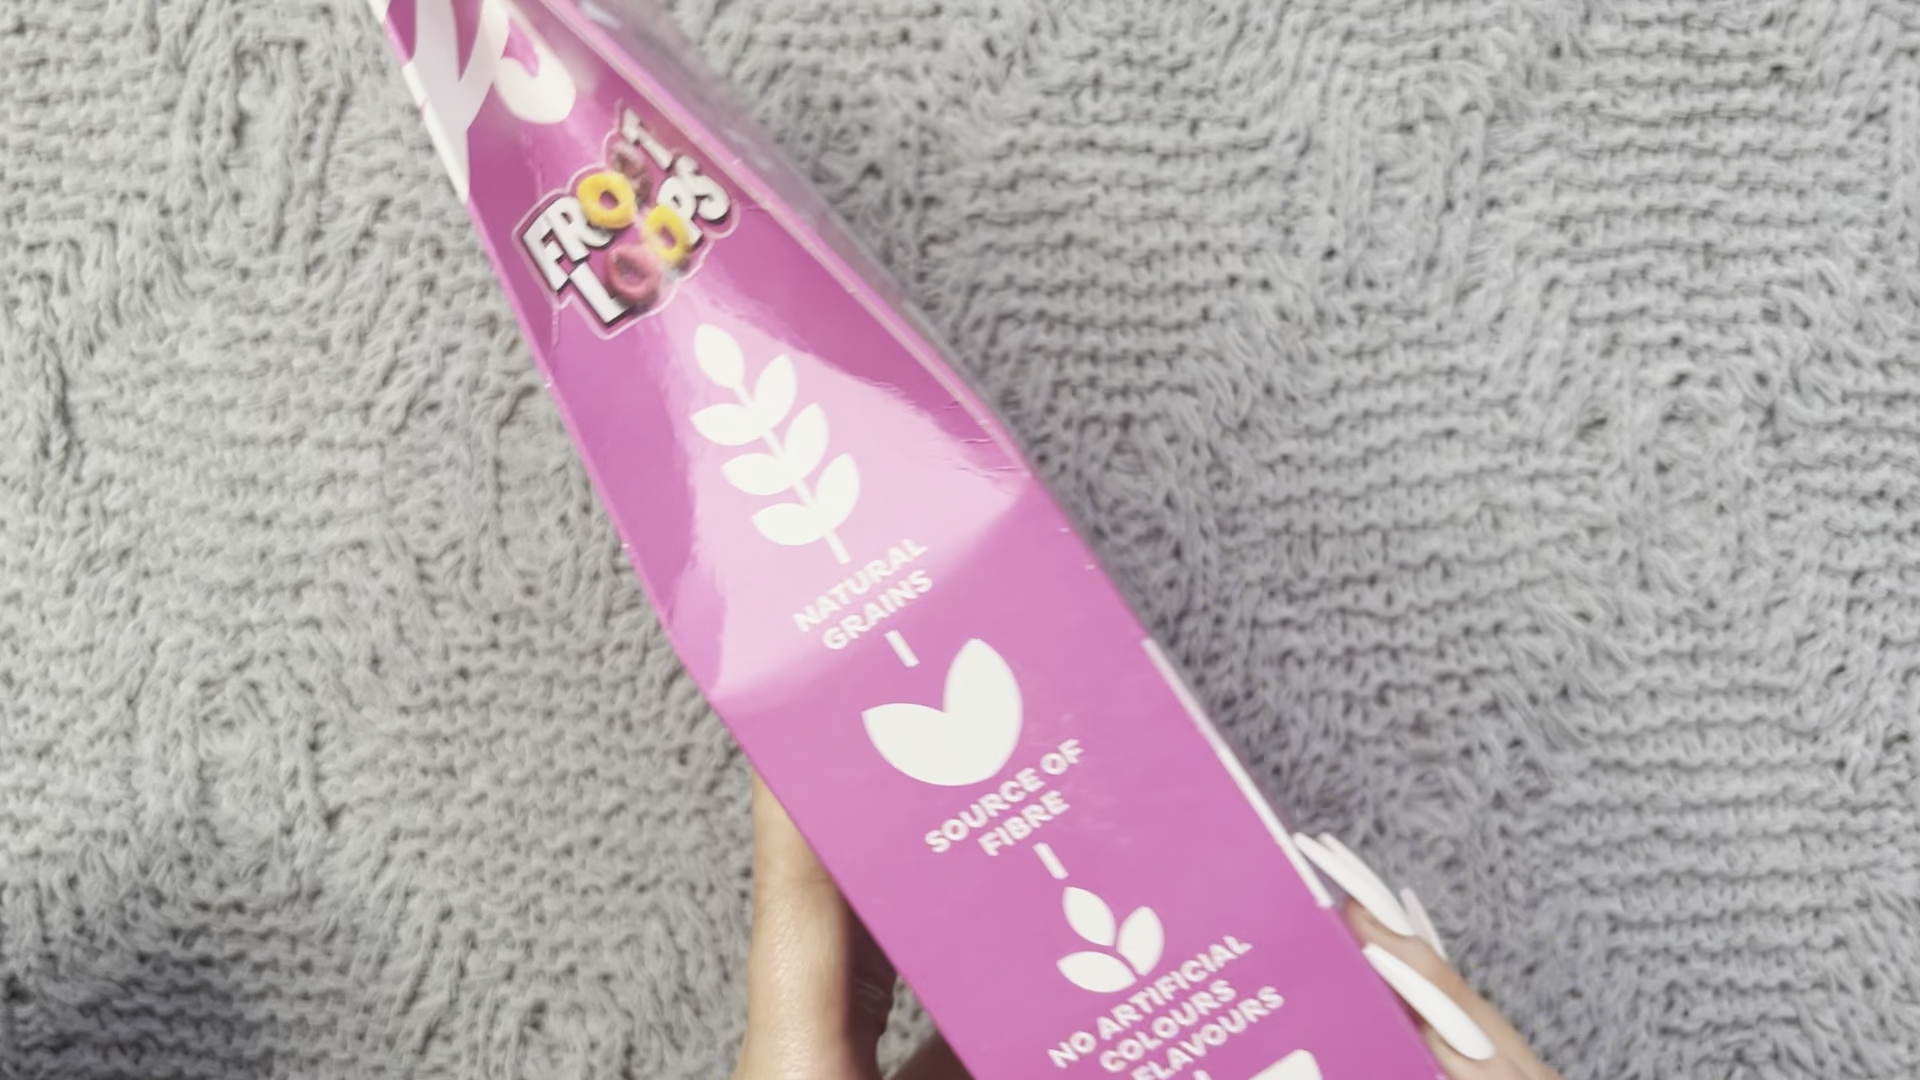 FROOT
LOOPS
NATURAL
GRAINS
SOURCE OF
FIBRE
NO ARTIFICIAL
COLOURS
FLAVOURS